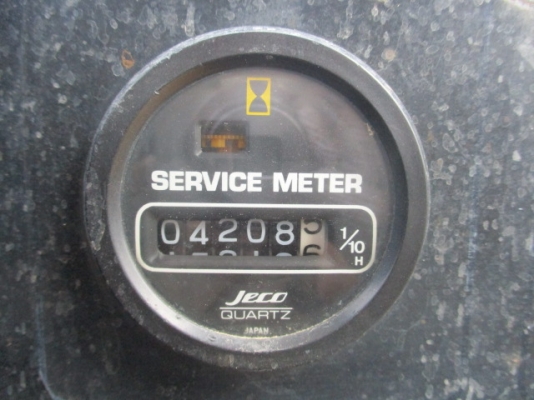 SERVICE METER
04208 1/10
H
Jeco
QUARTZ
JAPAN